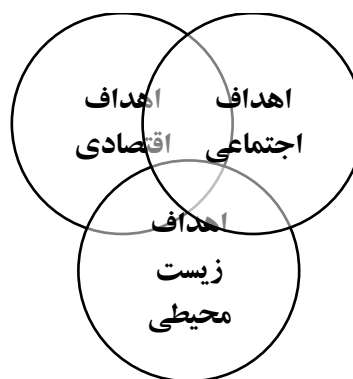 اهداف
اجتماعی
اهداف
اقتصادی
اهداف
زیست
محیطی